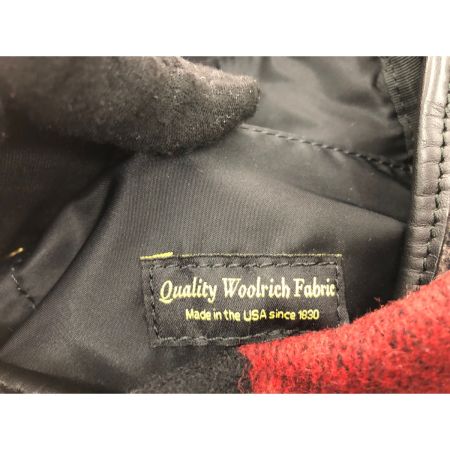 Quality Woolrich Fabric
Made in the USA since 1830